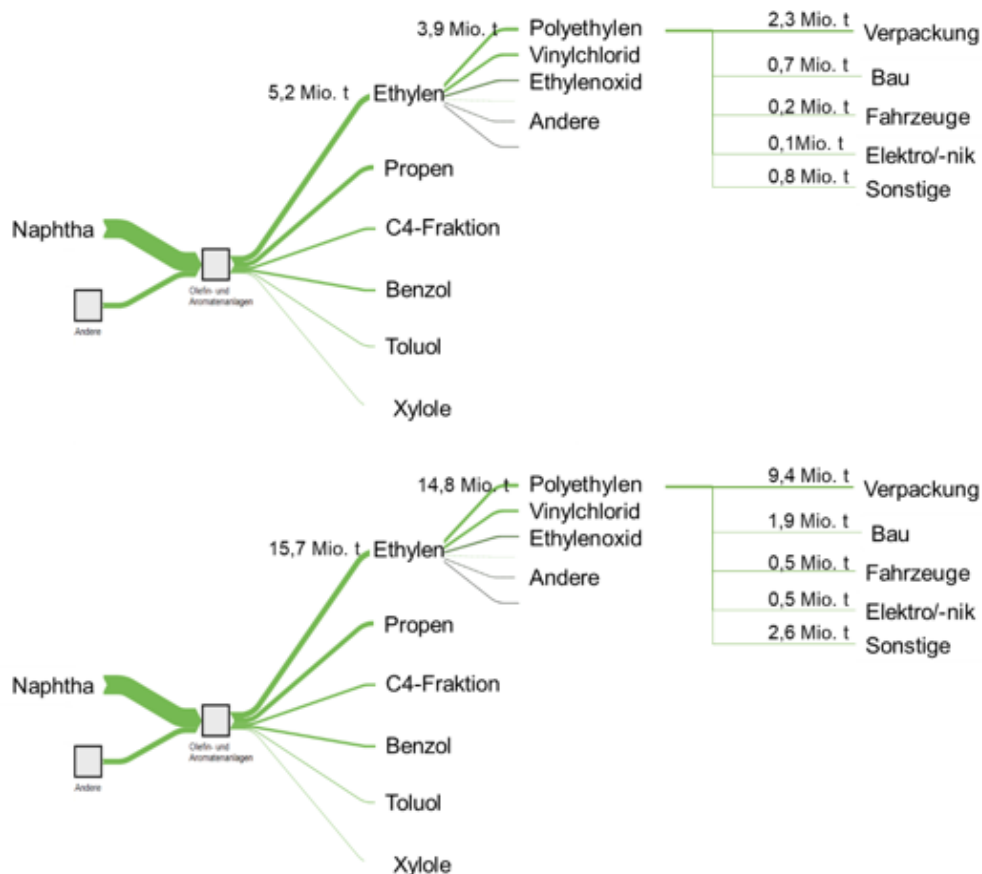 3,9 Mio. t Polyethylen 2,3 Mio. t Verpackung
Vinylchlorid 0,7 Mio. t Bau
5,2 Mio. t Ethylen Ethylenoxid
Andere 0,2 Mio. t Fahrzeuge
0,1Mio. t Elektro/-nik
Propen 0,8 Mio. t Sonstige
Naphtha C4-Fraktion
Olefin- und
Aromatenanlagen
Benzol
Andere
Toluol
Xylole
14,8 Mio. t Polyethylen 9,4 Mio. t Verpackung
Vinylchlorid 1,9 Mio. t Bau
15,7 Mio. t Ethylen Ethylenoxid
Andere 0,5 Mio. t Fahrzeuge
0,5 Mio. t Elektro/-nik
Propen 2,6 Mio. t Sonstige
Naphtha C4-Fraktion
Olefin- und
Aromatenanlagen
Benzol
Andere
Toluol
Xylole